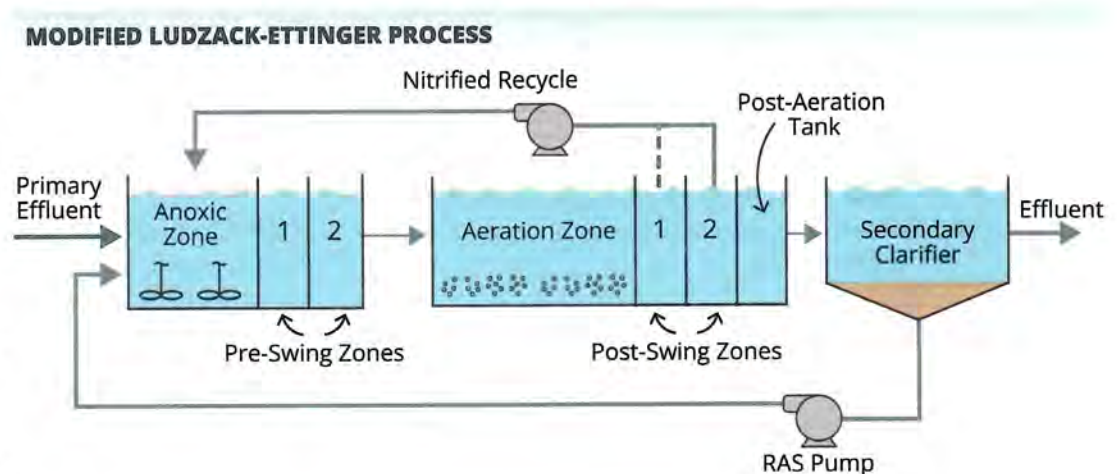 MODIFIED LUDZACK-ETTINGER PROCESS
Nitrified Recycle
Post-Aeration
Tank
Primary
Effluent
Anoxic
Zone
1
2
Aeration Zone
1
2
Secondary
Clarifier
Effluent
Pre-Swing Zones
Post-Swing Zones
RAS Pump